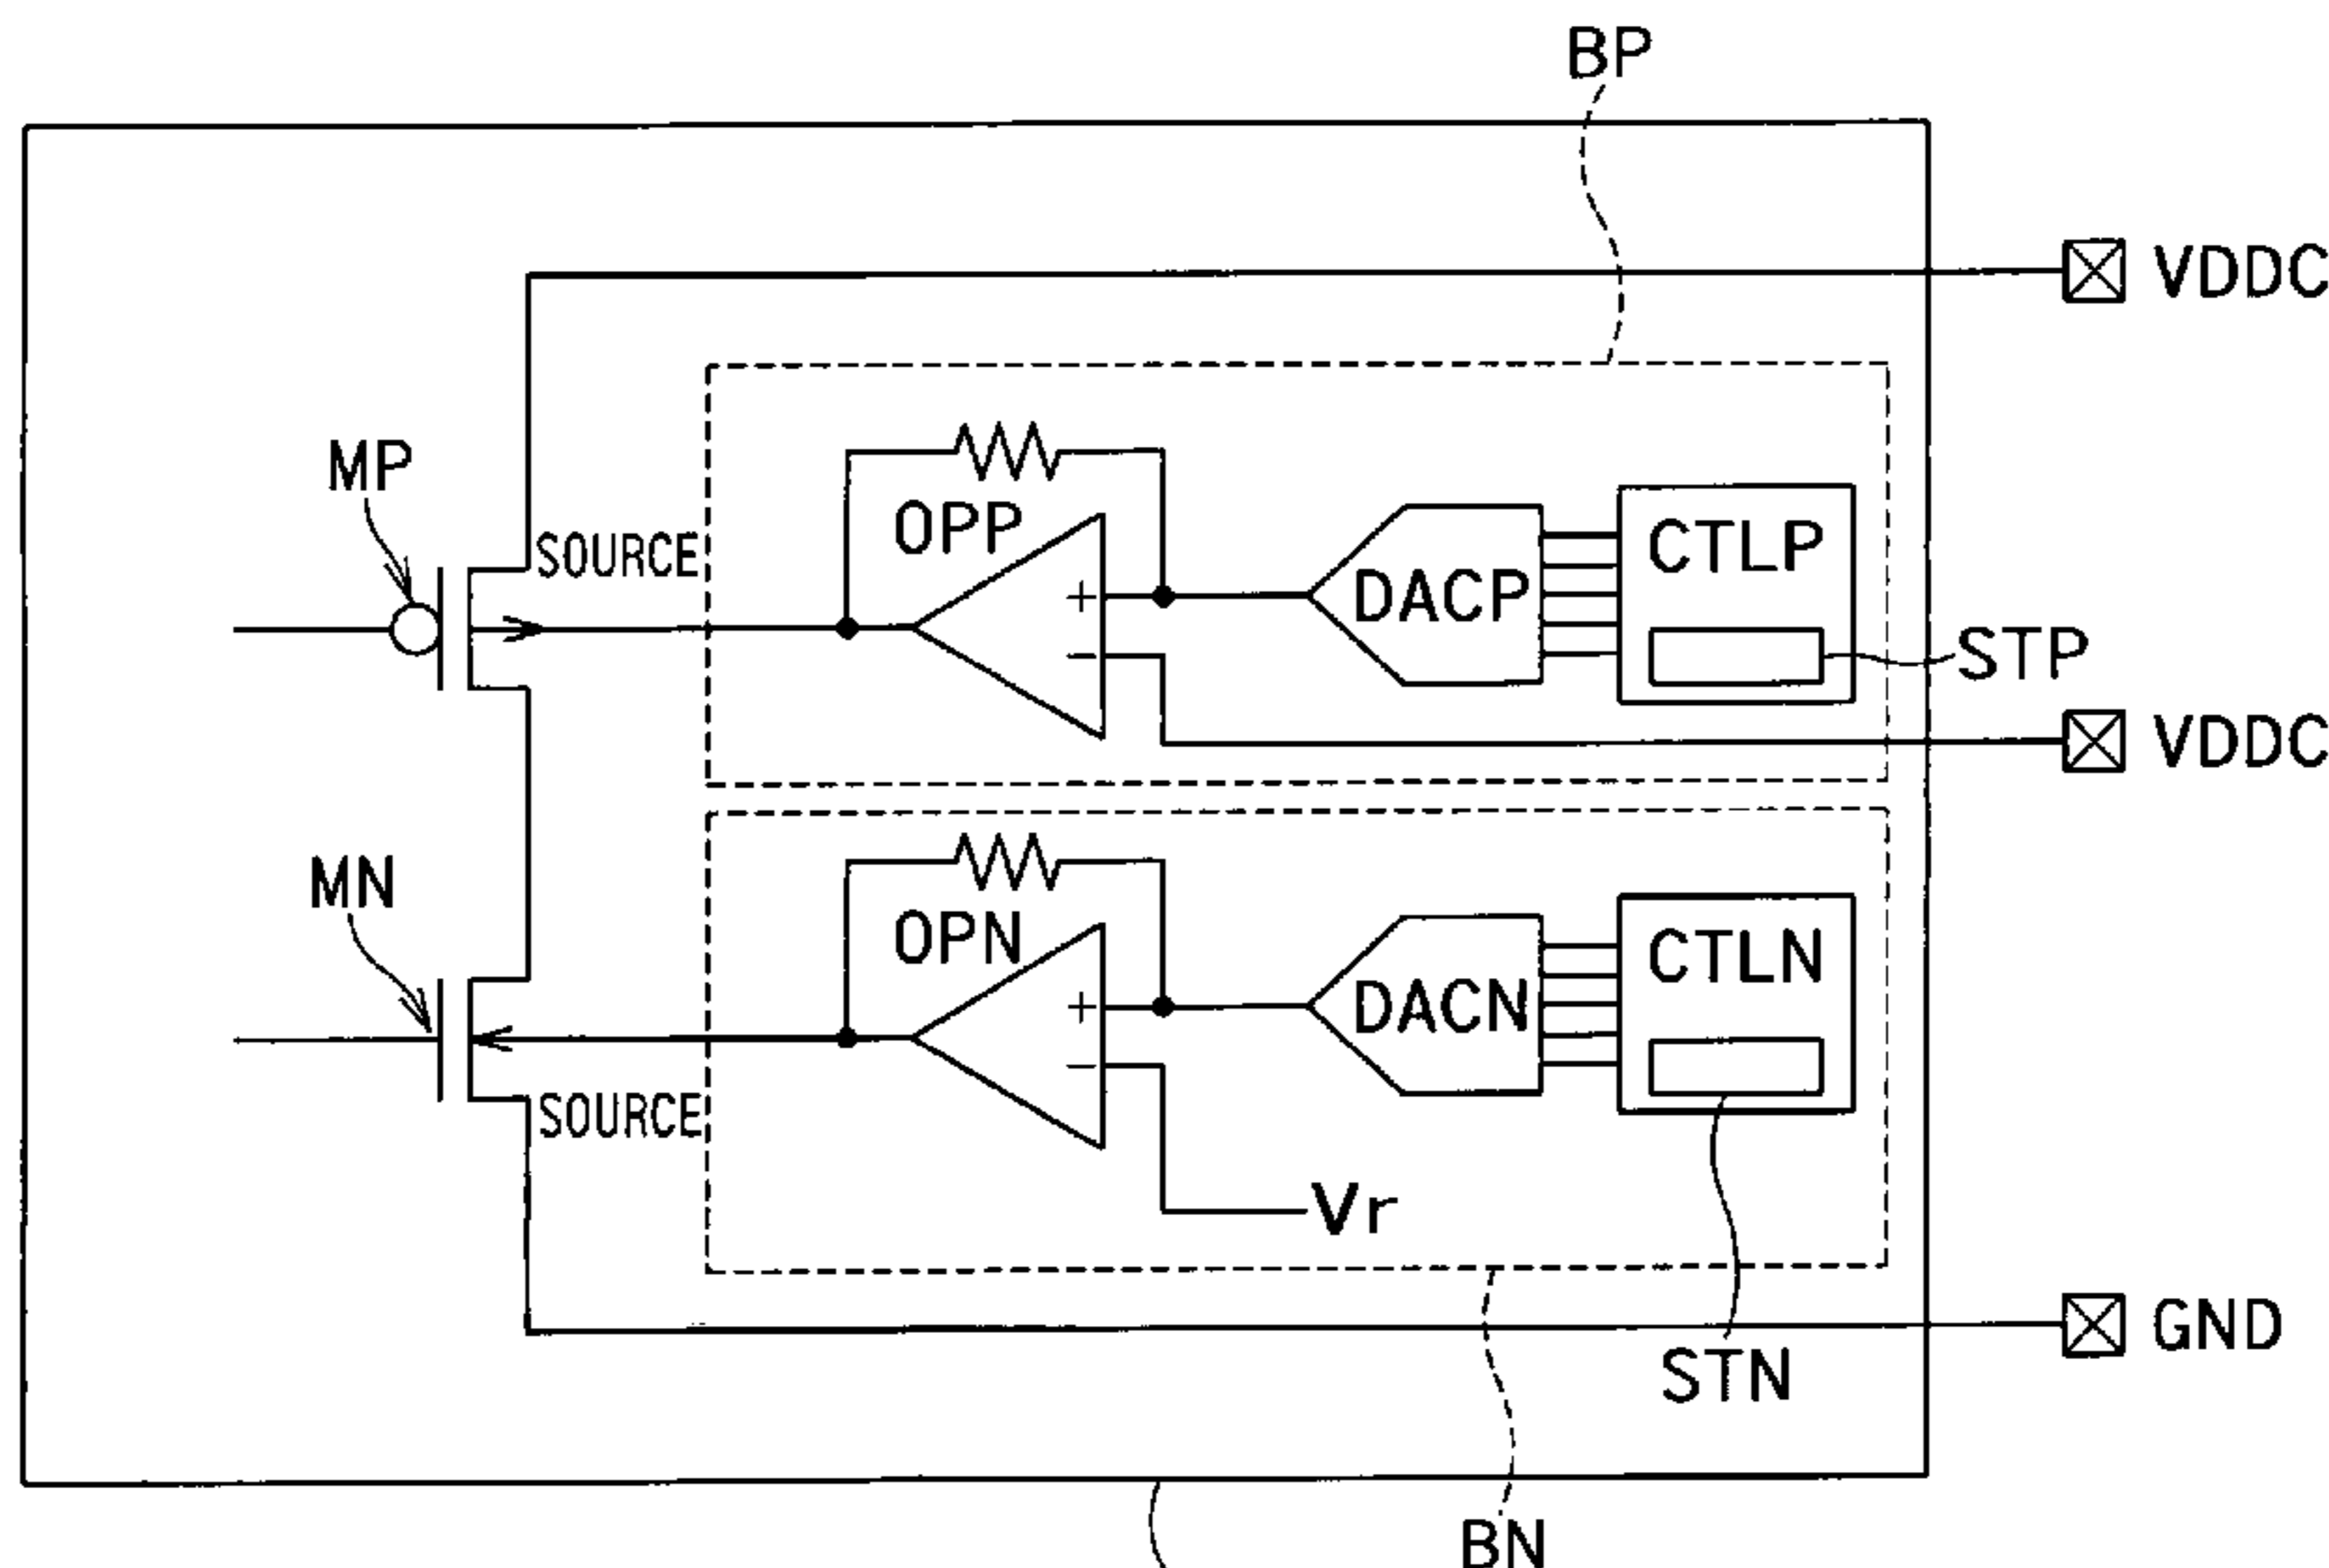 BP
VDDC
MP
SOURCE
OPP
+
−
DACP
CTLP
STP
VDDC
MN
SOURCE
OPN
+
−
DACN
CTLN
Vr
GND
STN
BN